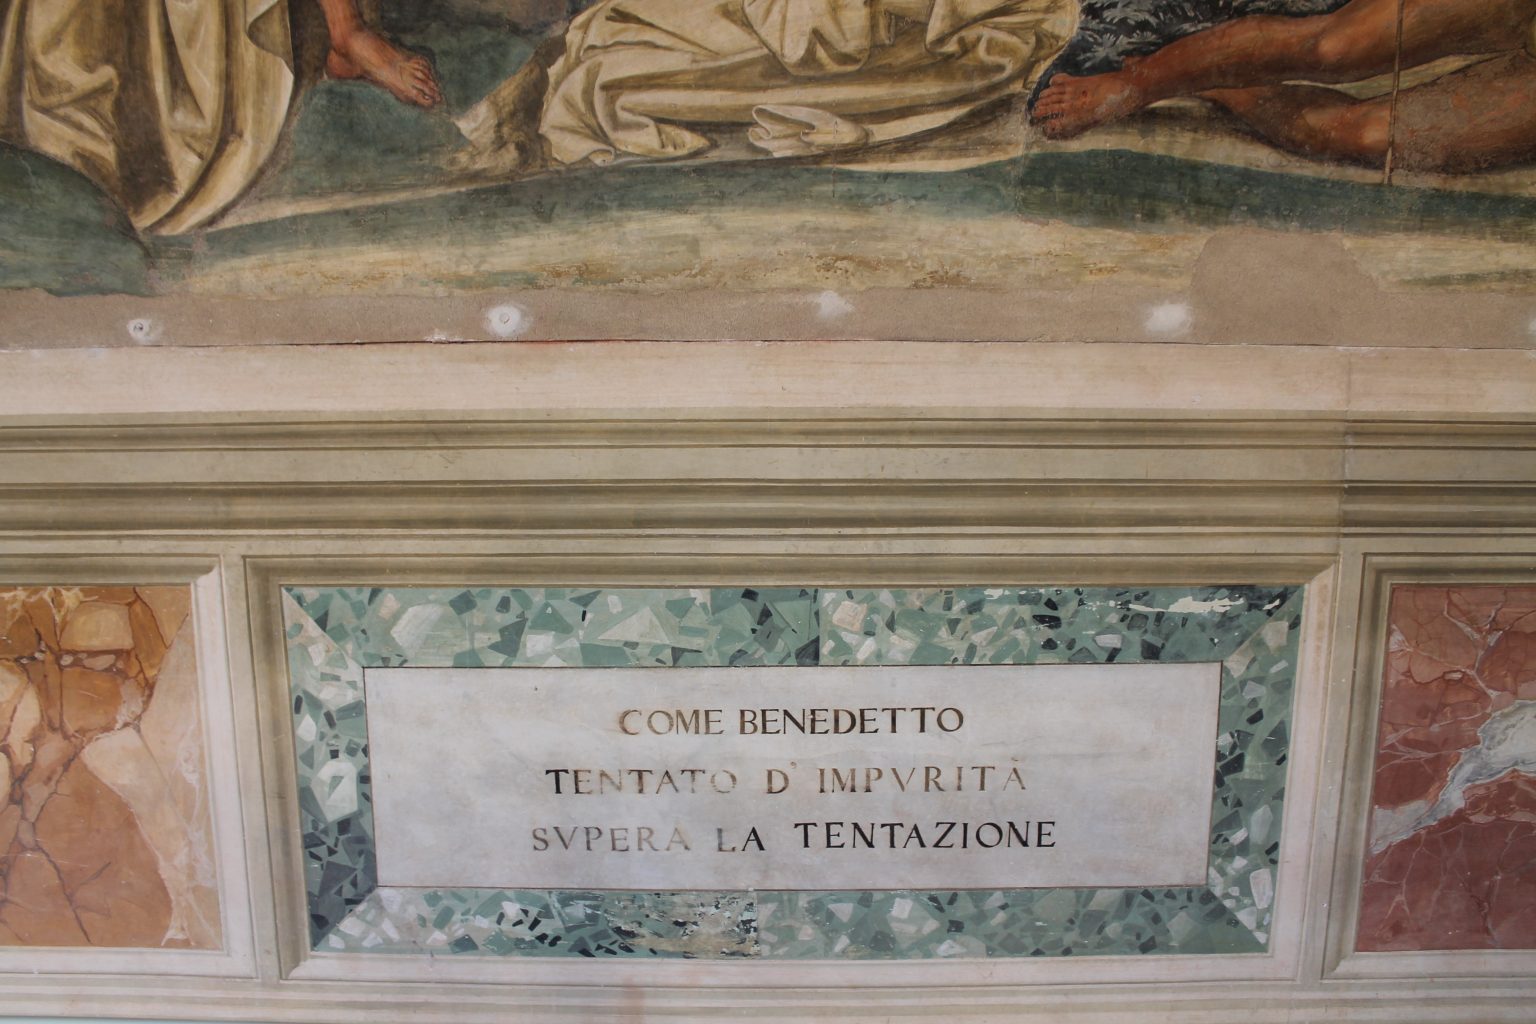 COME BENEDETTO
TENTATO D' IMPVRITÀ
SVPERA LA TENTAZIONE